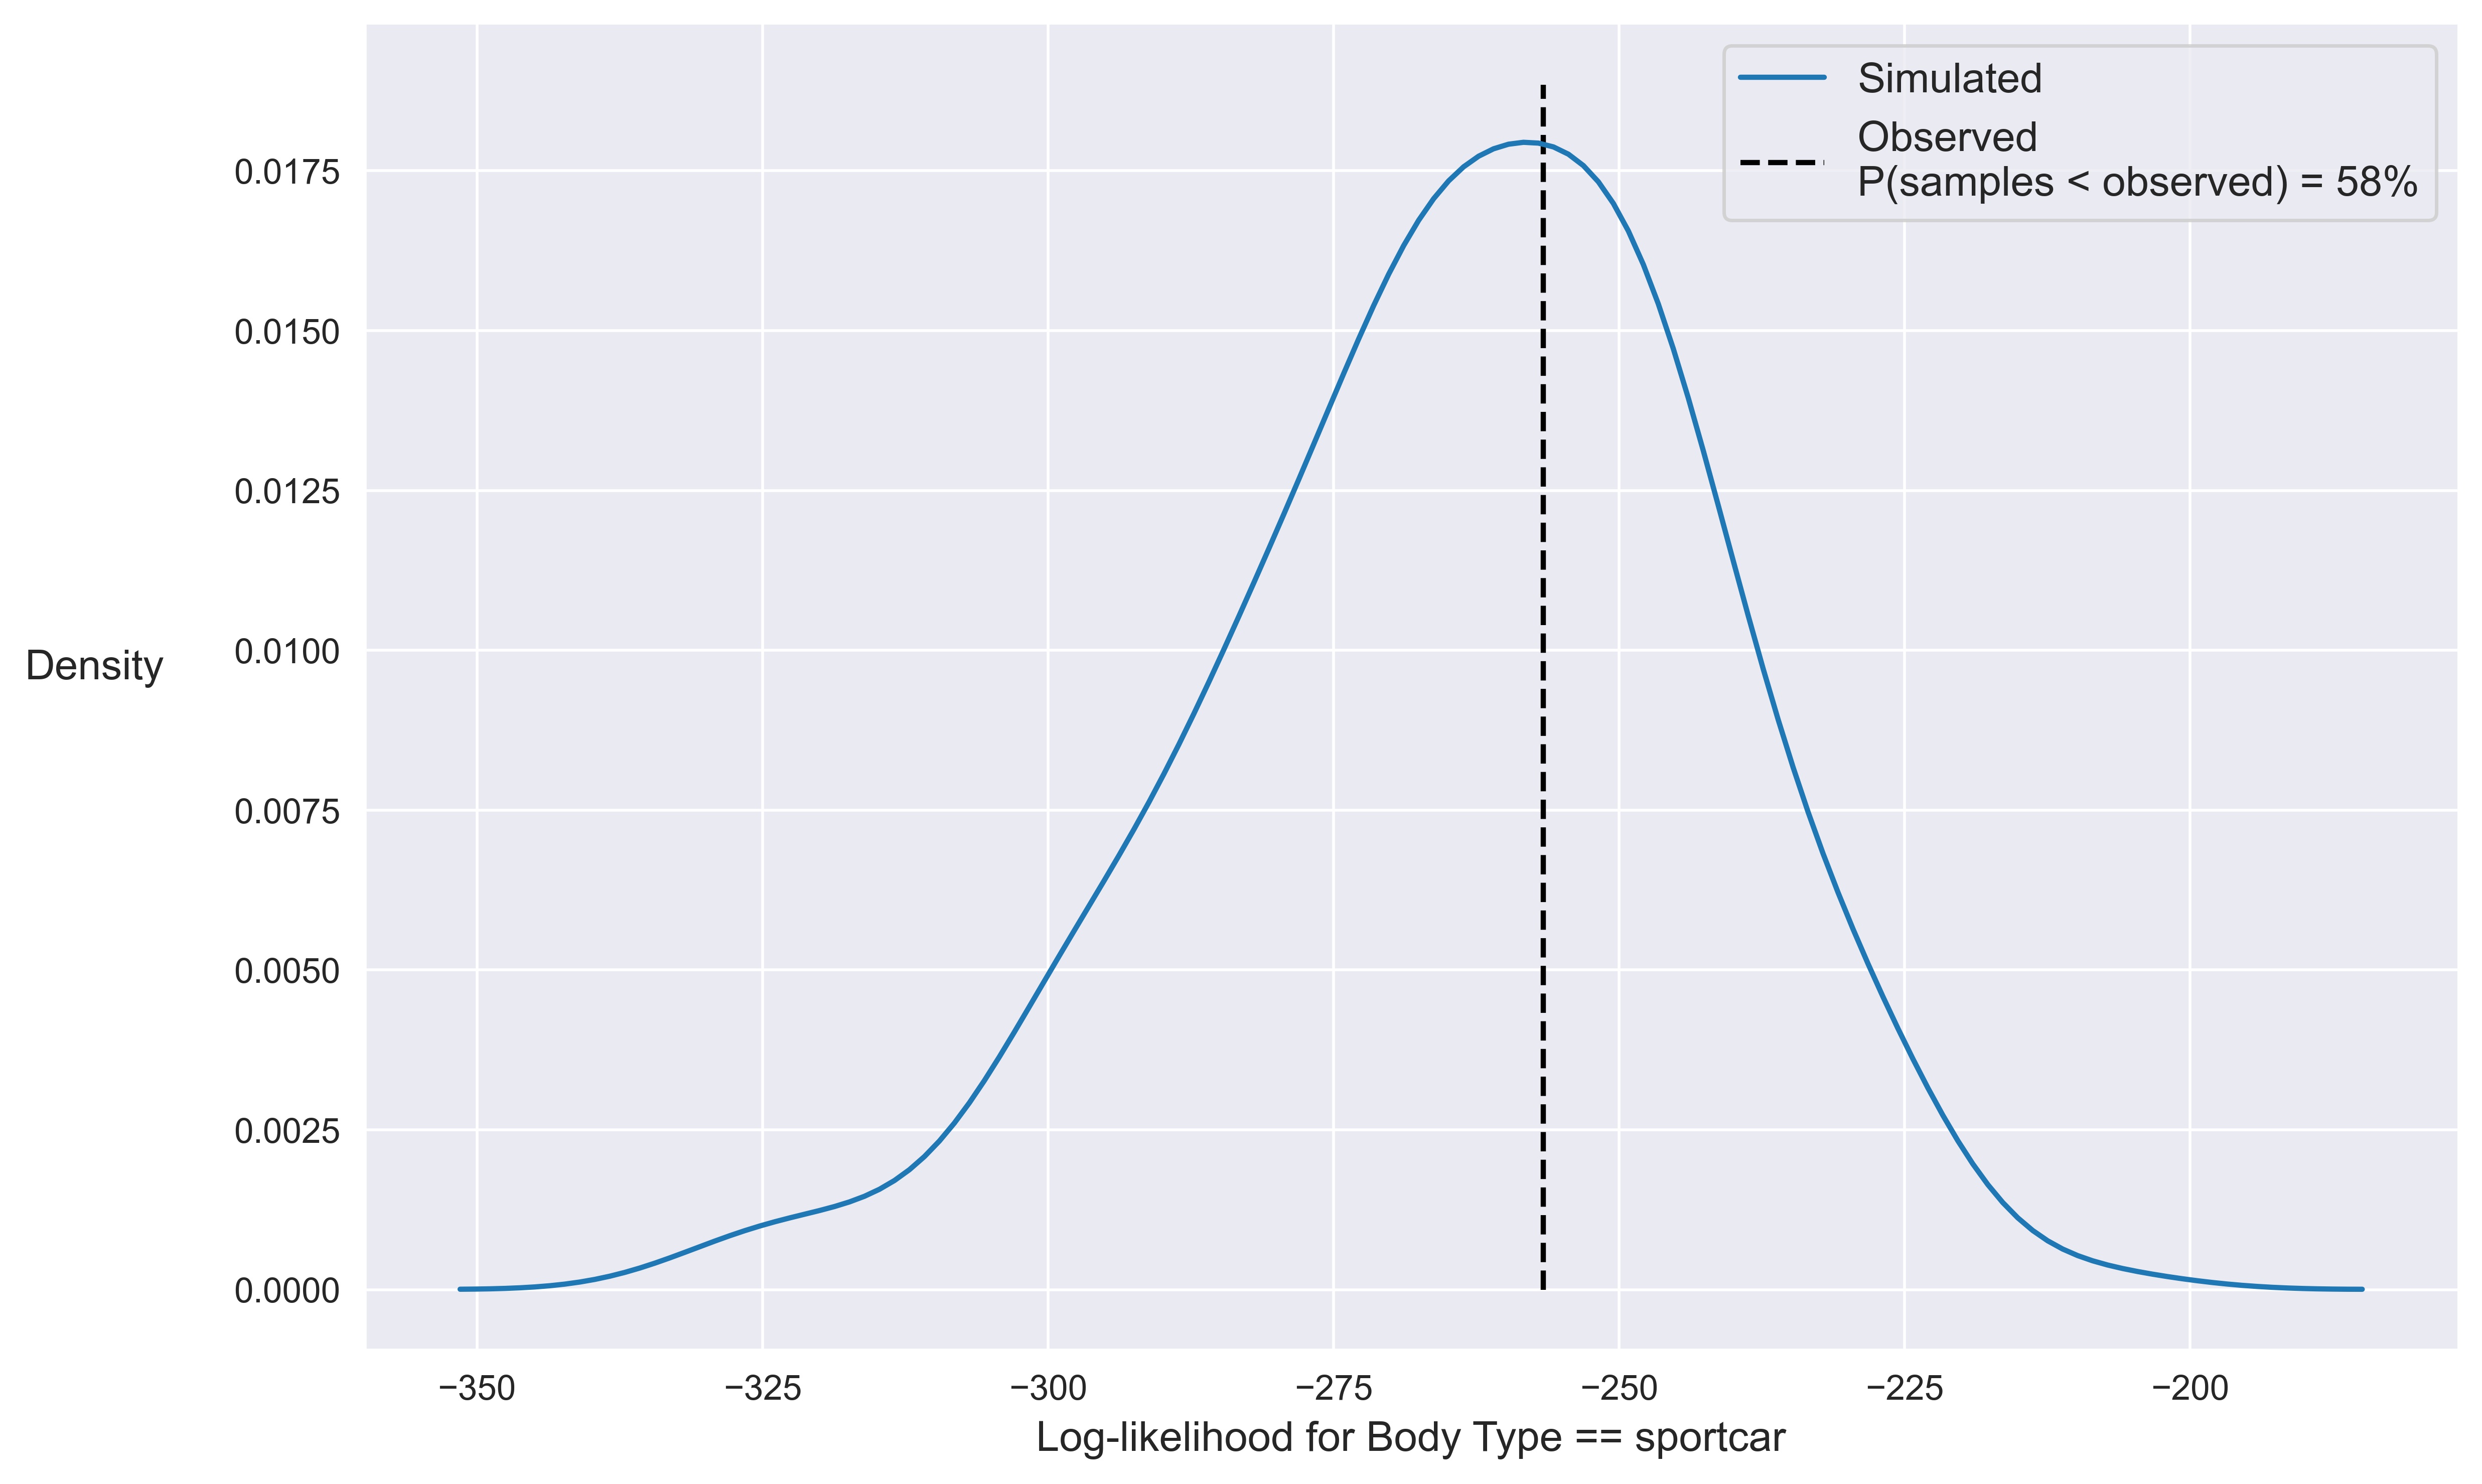 Simulated
Observed
P(samples < observed) = 58%
0.0175
0.0150
0.0125
0.0100
0.0075
0.0050
0.0025
0.0000
Density
−350 −325 −300 −275 −250 −225 −200
Log-likelihood for Body Type == sportcar